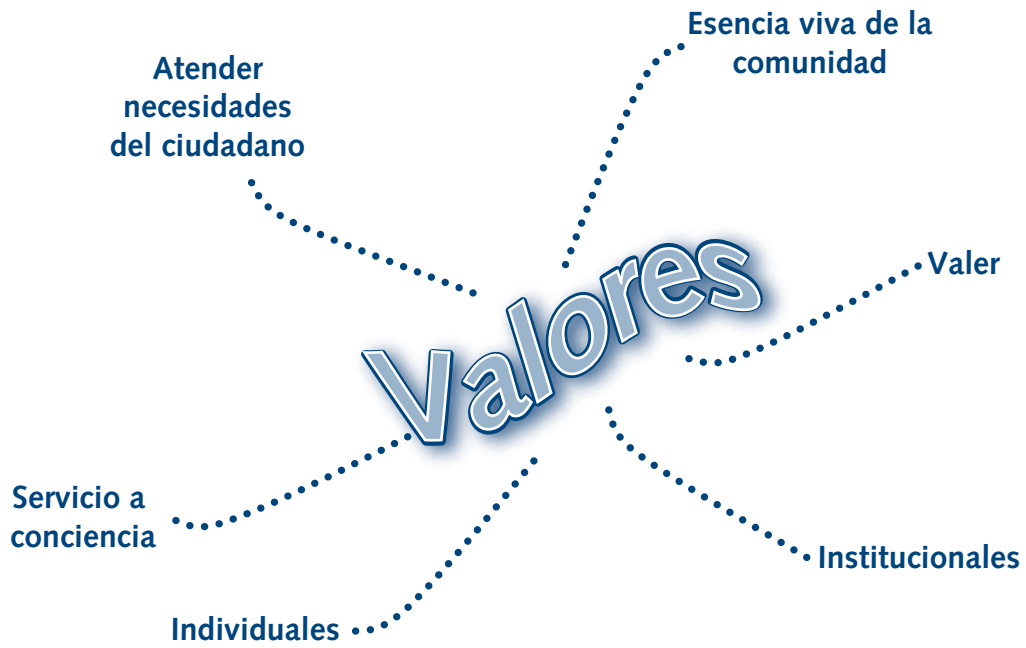 Esencia viva de la
comunidad
Atender
necesidades
del ciudadano
Valer
Valores
Servicio a
conciencia
Institucionales
Individuales